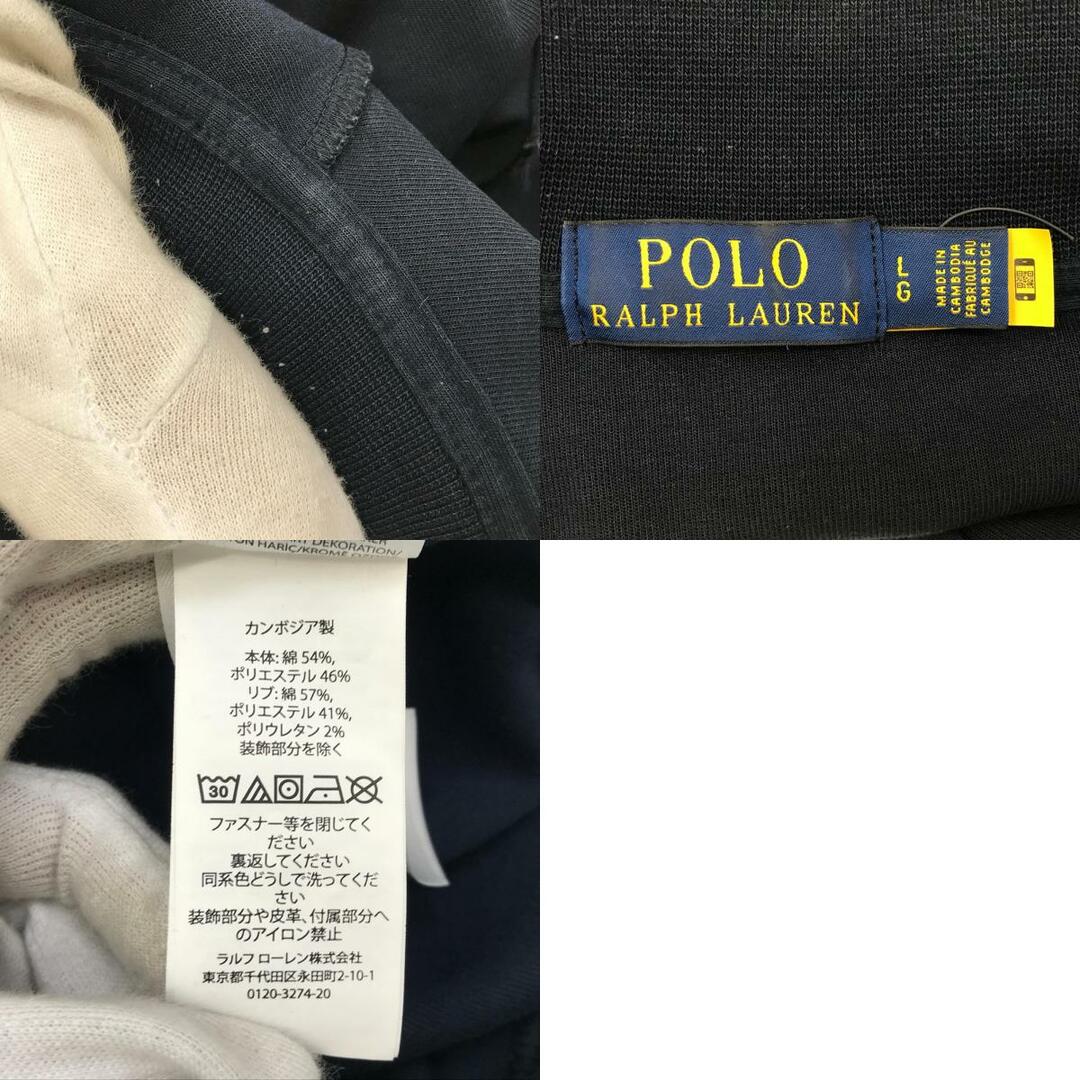 POLO
RALPH LAUREN
L
G
MADE IN
CAMBODIA
FABRIQUÉ AU
CAMBODGE
DEKORATION/
HARIÇ/KROME
カンボジア製
本体: 綿 54%,
ポリエステル 46%
リブ: 綿 57%,
ポリエステル 41%,
ポリウレタン 2%
装飾部分を除く
30
ファスナー等を閉じてく
ださい
裏返してください
同系色どうしで洗ってくだ
さい
装飾部分や皮革、付属部分へ
のアイロン禁止
ラルフ ローレン株式会社
東京都千代田区永田町2-10-1
0120-3274-20